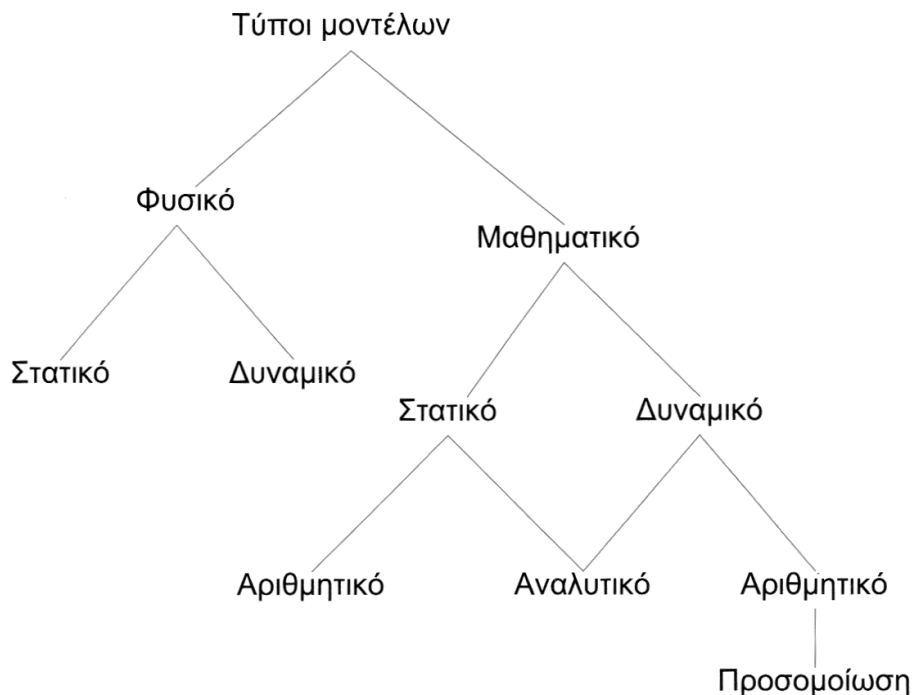 Τύποι μοντέλων
Φυσικό
Μαθηματικό
Στατικό
Δυναμικό
Στατικό
Δυναμικό
Αριθμητικό
Αναλυτικό
Αριθμητικό
Προσομοίωση